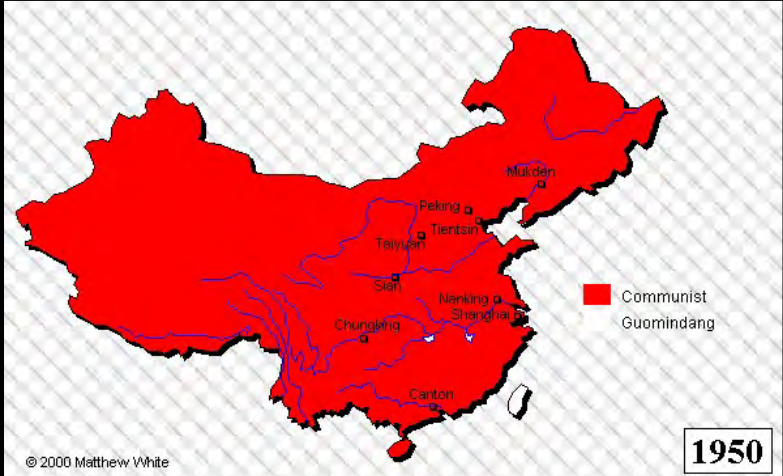 Mukden
Peking
Tientsin
Taiyuan
Sian
Nanking
Shanghai
Communist
Guomindang
Chungking
Canton
1950
© 2000 Matthew White